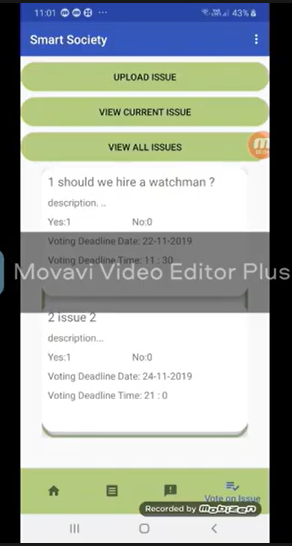 11:01 43%
Smart Society
UPLOAD ISSUE
VIEW CURRENT ISSUE
VIEW ALL ISSUES
1 should we hire a watchman ?
description. ..
Yes:1 No:0
Voting Deadline Date: 22-11-2019
Voting Deadline Time: 11 : 30
Movavi Video Editor Plus
2 issue 2
description...
Yes:1 No:0
Voting Deadline Date: 24-11-2019
Voting Deadline Time: 21 : 0
Vote on Issue
Recorded by mobizen